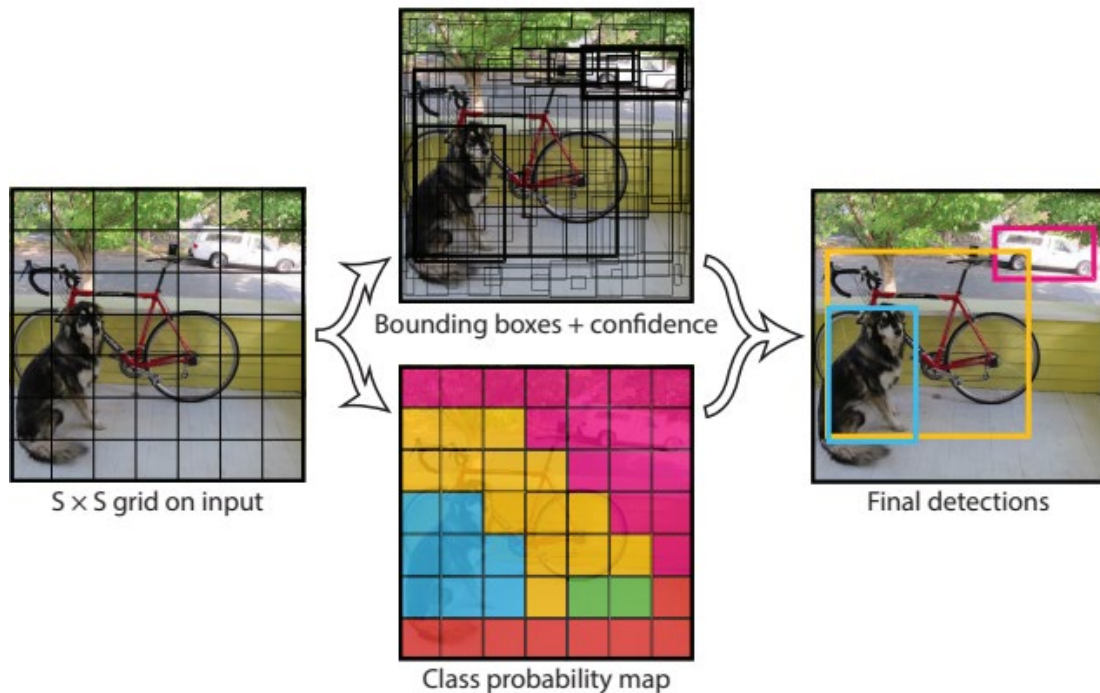 Bounding boxes + confidence
S × S grid on input
Final detections
Class probability map